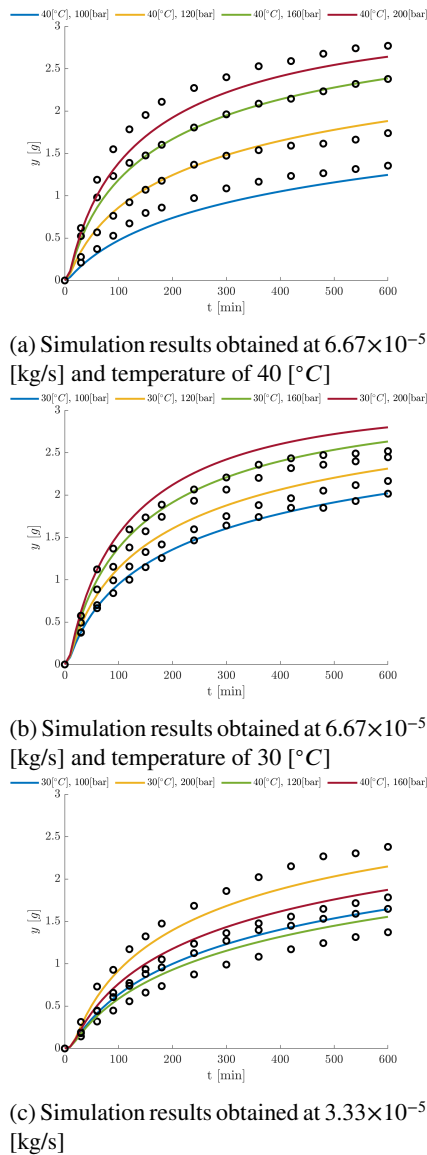 40[°C], 100[bar] 40[°C], 120[bar] 40[°C], 160[bar] 40[°C], 200[bar]
3
2.5
2
1.5
1
0.5
0
y [g]
0 100 200 300 400 500 600
t [min]
(a) Simulation results obtained at 6.67×10⁻⁵
[kg/s] and temperature of 40 [°C]
30[°C], 100[bar] 30[°C], 120[bar] 30[°C], 160[bar] 30[°C], 200[bar]
3
2.5
2
1.5
1
0.5
0
y [g]
0 100 200 300 400 500 600
t [min]
(b) Simulation results obtained at 6.67×10⁻⁵
[kg/s] and temperature of 30 [°C]
30[°C], 100[bar] 30[°C], 200[bar] 40[°C], 120[bar] 40[°C], 160[bar]
3
2.5
2
1.5
1
0.5
0
y [g]
0 100 200 300 400 500 600
t [min]
(c) Simulation results obtained at 3.33×10⁻⁵
[kg/s]